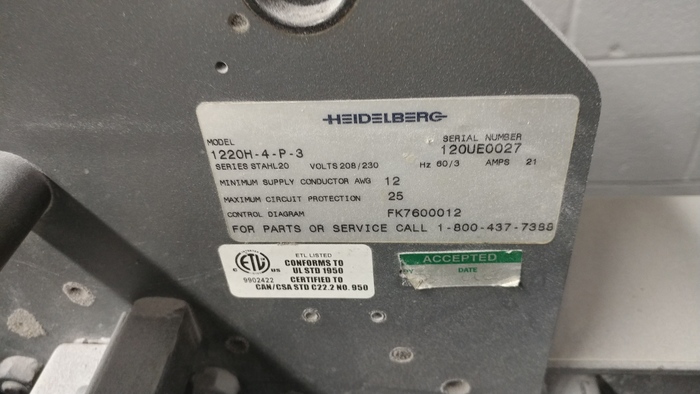 HEIDELBERG
MODEL SERIAL NUMBER
1220H-4-P-3 120UE0027
SERIES STAHL20 VOLTS 208/230 Hz 60/3 AMPS 21
MINIMUM SUPPLY CONDUCTOR AWG 12
MAXIMUM CIRCUIT PROTECTION 25
CONTROL DIAGRAM FK7600012
FOR PARTS OR SERVICE CALL 1-800-437-7388
ETL LISTED
CONFORMS TO
UL STD 1950
CERTIFIED TO
CAN/CSA STD C22.2 NO. 950
C ETL US
9902422
ACCEPTED
BY DATE